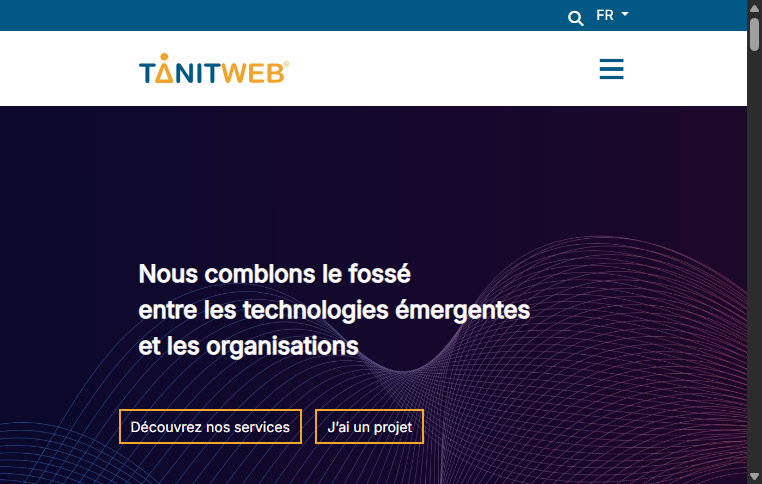 FR
TANITWEB®
Nous comblons le fossé
entre les technologies émergentes
et les organisations
Découvrez nos services
J'ai un projet